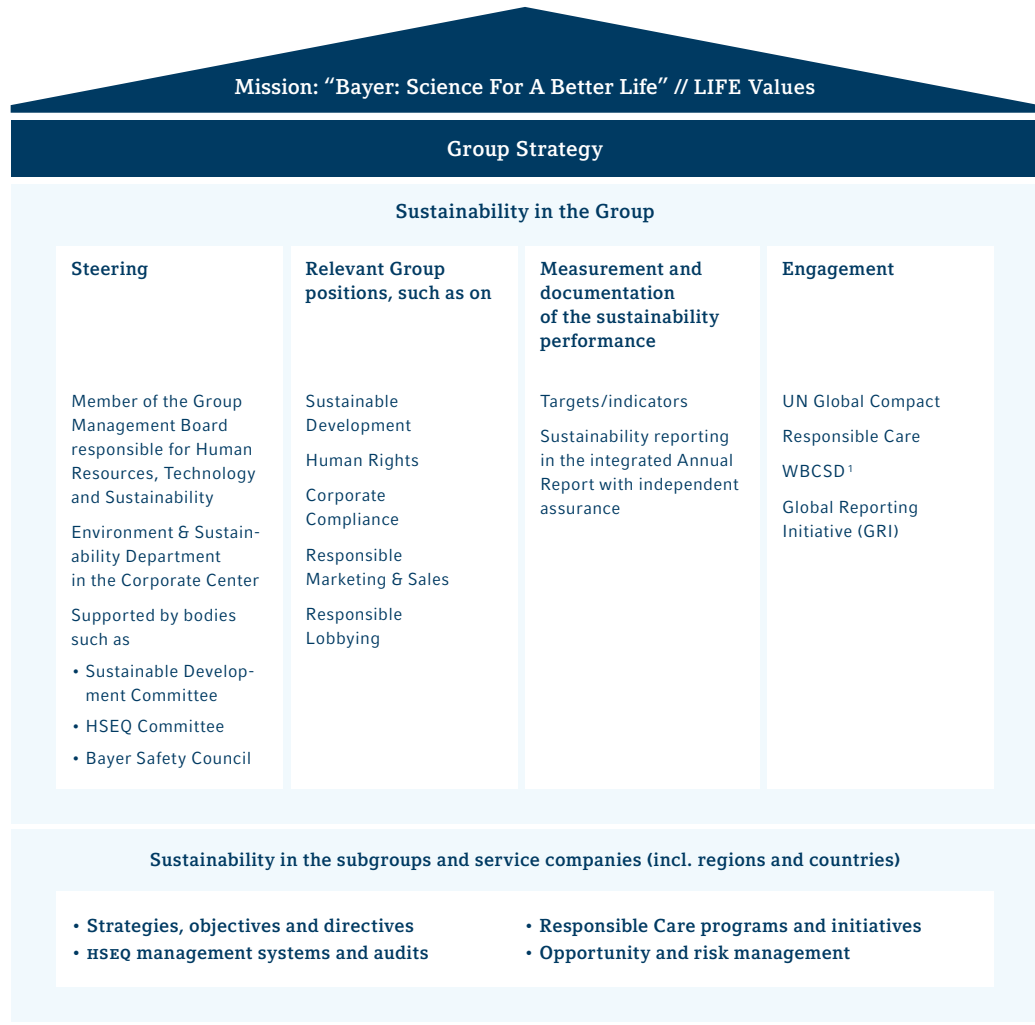 Mission: “Bayer: Science For A Better Life” // LIFE Values
Group Strategy
Sustainability in the Group
Steering
Member of the Group
Management Board
responsible for Human
Resources, Technology
and Sustainability
Environment & Sustain-
ability Department
in the Corporate Center
Supported by bodies
such as
• Sustainable Develop-
ment Committee
• HSEQ Committee
• Bayer Safety Council
Relevant Group
positions, such as on
Sustainable
Development
Human Rights
Corporate
Compliance
Responsible
Marketing & Sales
Responsible
Lobbying
Measurement and
documentation
of the sustainability
performance
Targets/indicators
Sustainability reporting
in the integrated Annual
Report with independent
assurance
Engagement
UN Global Compact
Responsible Care
WBCSD¹
Global Reporting
Initiative (GRI)
Sustainability in the subgroups and service companies (incl. regions and countries)
• Strategies, objectives and directives
• HSEQ management systems and audits
• Responsible Care programs and initiatives
• Opportunity and risk management